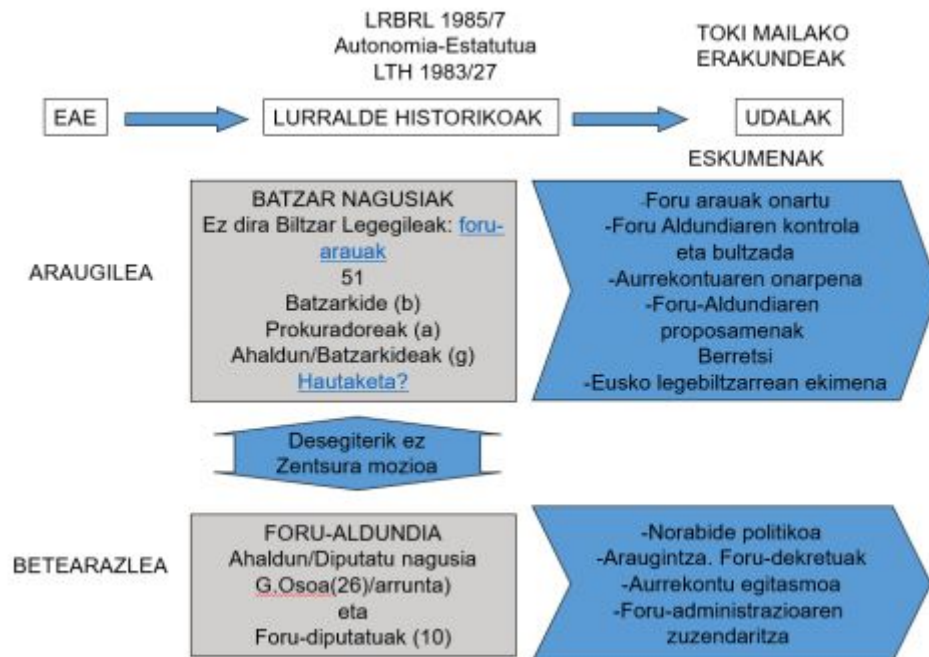 LRBRL 1985/7
Autonomia-Estatutua
LTH 1983/27
TOKI MAILAKO
ERAKUNDEAK
EAE
LURRALDE HISTORIKOAK
UDALAK
ESKUMENAK
ARAUGILEA
BATZAR NAGUSIAK
Ez dira Biltzar Legegileak: foru-
arauak
51
Batzarkide (b)
Prokuradoreak (a)
Ahaldun/Batzarkideak (g)
Hautaketa?
-Foru arauak onartu
-Foru Aldundiaren kontrola
eta bultzada
-Aurrekontuaren onarpena
-Foru-Aldundiaren
proposamenak
Berretsi
-Eusko legebiltzarrean ekimena
Desegiterik ez
Zentsura mozioa
BETEARAZLEA
FORU-ALDUNDIA
Ahaldun/Diputatu nagusia
G.Osoa(26)/arrunta)
eta
Foru-diputatuak (10)
-Norabide politikoa
-Araugintza. Foru-dekretuak
-Aurrekontu egitasmoa
-Foru-administrazioaren
zuzendaritza